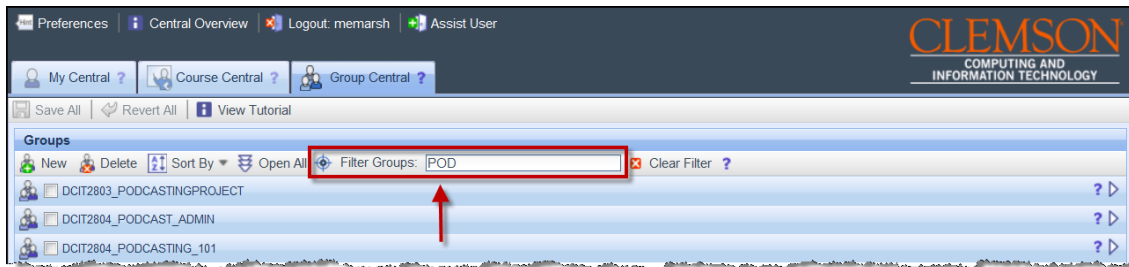 Preferences Central Overview Logout: memarsh Assist User
CLEMSON
COMPUTING AND
INFORMATION TECHNOLOGY
My Central ? Course Central ? Group Central ?
Save All Revert All View Tutorial
Groups
New Delete Sort By Open All Filter Groups: POD Clear Filter ?
DCIT2803_PODCASTINGPROJECT ?
DCIT2804_PODCAST_ADMIN ?
DCIT2804_PODCASTING_101 ?